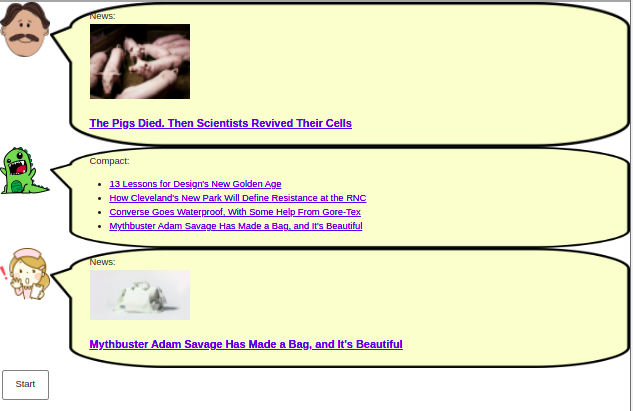 News:
The Pigs Died. Then Scientists Revived Their Cells
Compact:
13 Lessons for Design's New Golden Age
How Cleveland's New Park Will Define Resistance at the RNC
Converse Goes Waterproof, With Some Help From Gore-Tex
Mythbuster Adam Savage Has Made a Bag, and It's Beautiful
News:
Mythbuster Adam Savage Has Made a Bag, and It's Beautiful
Start